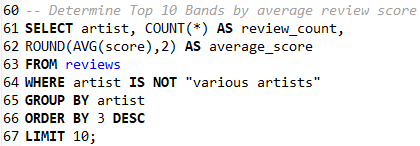 60 -- Determine Top 10 Bands by average review score
61 SELECT artist, COUNT(*) AS review_count,
62 ROUND(AVG(score),2) AS average_score
63 FROM reviews
64 WHERE artist IS NOT "various artists"
65 GROUP BY artist
66 ORDER BY 3 DESC
67 LIMIT 10;